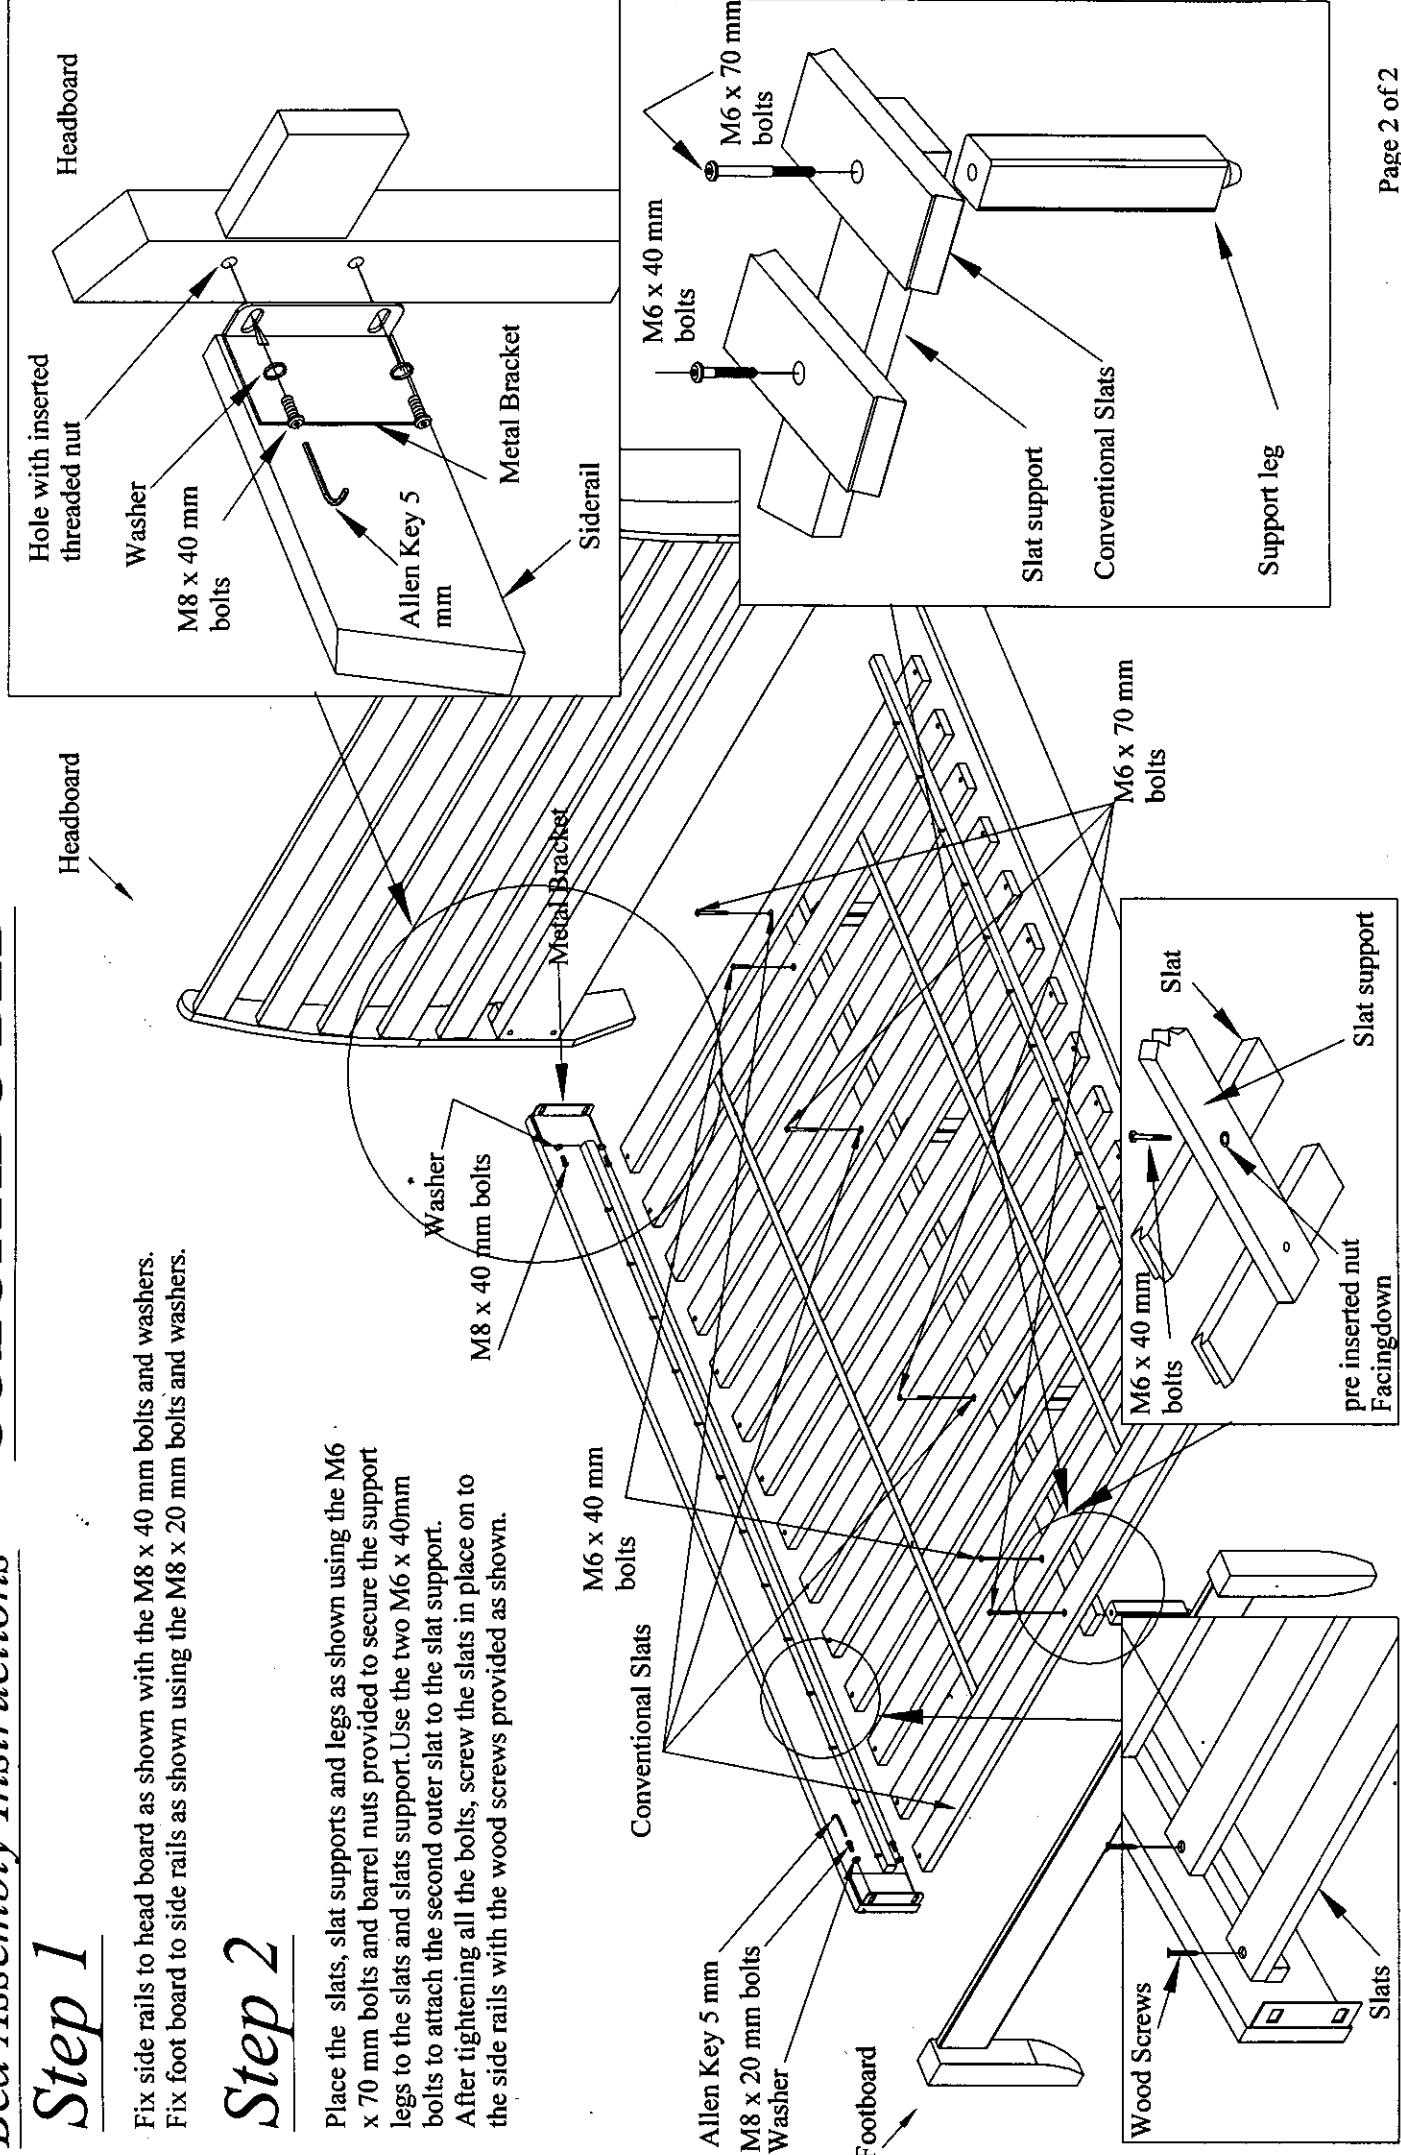 Bed Assembly Instructions
Step 1
Fix side rails to head board as shown with the M8 x 40 mm bolts and washers.
Fix foot board to side rails as shown using the M8 x 20 mm bolts and washers.
Step 2
Place the slats, slat supports and legs as shown using the M6
x 70 mm bolts and barrel nuts provided to secure the support
legs to the slats and slats support.Use the two M6 x 40mm
bolts to attach the second outer slat to the slat support.
After tightening all the bolts, screw the slats in place on to
the side rails with the wood screws provided as shown.
Headboard
Hole with inserted
threaded nut
Washer
M8 x 40 mm
bolts
Allen Key 5
mm
Metal Bracket
Siderail
Headboard
Metal Bracket
Washer
M8 x 40 mm bolts
M6 x 40 mm
bolts
Conventional Slats
Allen Key 5 mm
M8 x 20 mm bolts
Washer
Footboard
M6 x 70 mm
bolts
M6 x 40 mm
bolts
M6 x 70 mm
bolts
Slat support
Conventional Slats
Support leg
M6 x 40 mm
bolts
pre inserted nut
Facingdown
Slat
Slat support
Wood Screws
Slats
Page 2 of 2